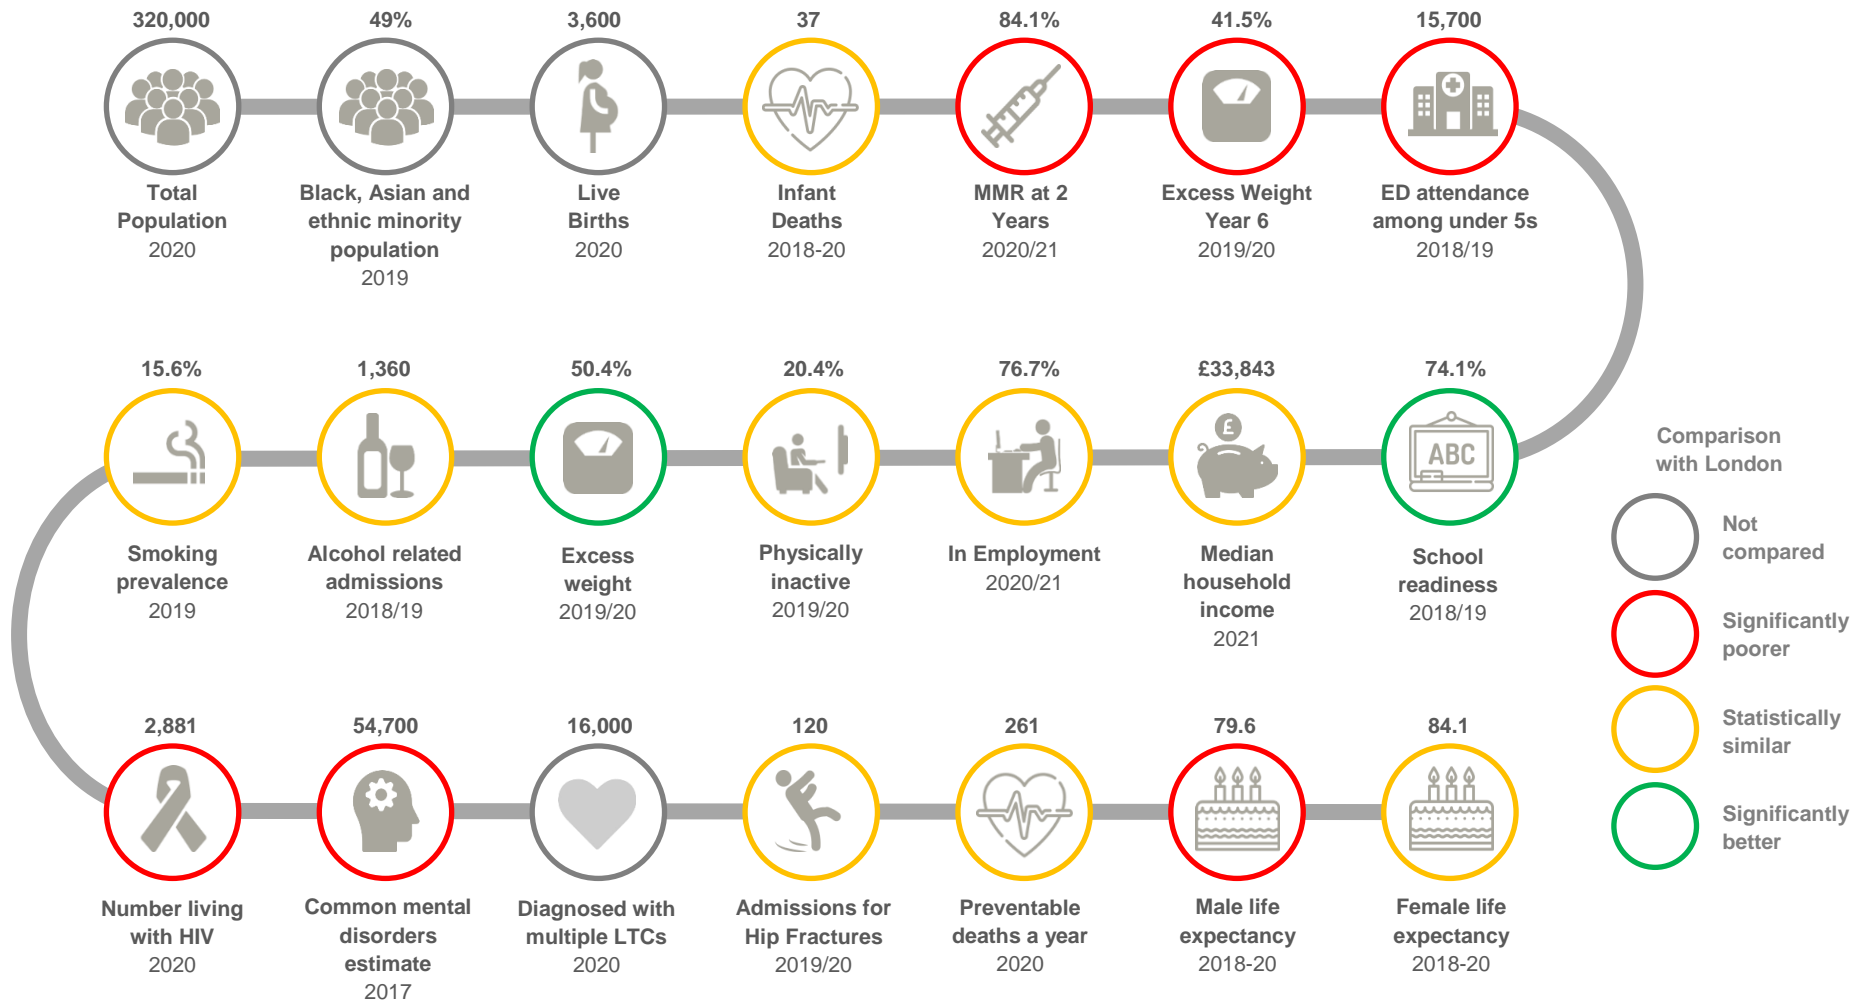 320,000
49%
3,600
37
84.1%
41.5%
15,700
Total
Population
2020
Black, Asian and
ethnic minority
population
2019
Live
Births
2020
Infant
Deaths
2018-20
MMR at 2
Years
2020/21
Excess Weight
Year 6
2019/20
ED attendance
among under 5s
2018/19
15.6%
1,360
50.4%
20.4%
76.7%
£33,843
74.1%
£
ABC
Smoking
prevalence
2019
Alcohol related
admissions
2018/19
Excess
weight
2019/20
Physically
inactive
2019/20
In Employment
2020/21
Median
household
income
2021
School
readiness
2018/19
Comparison
with London
Not
compared
Significantly
poorer
Statistically
similar
Significantly
better
2,881
54,700
16,000
120
261
79.6
84.1
Number living
with HIV
2020
Common mental
disorders
estimate
2017
Diagnosed with
multiple LTCs
2020
Admissions for
Hip Fractures
2019/20
Preventable
deaths a year
2020
Male life
expectancy
2018-20
Female life
expectancy
2018-20